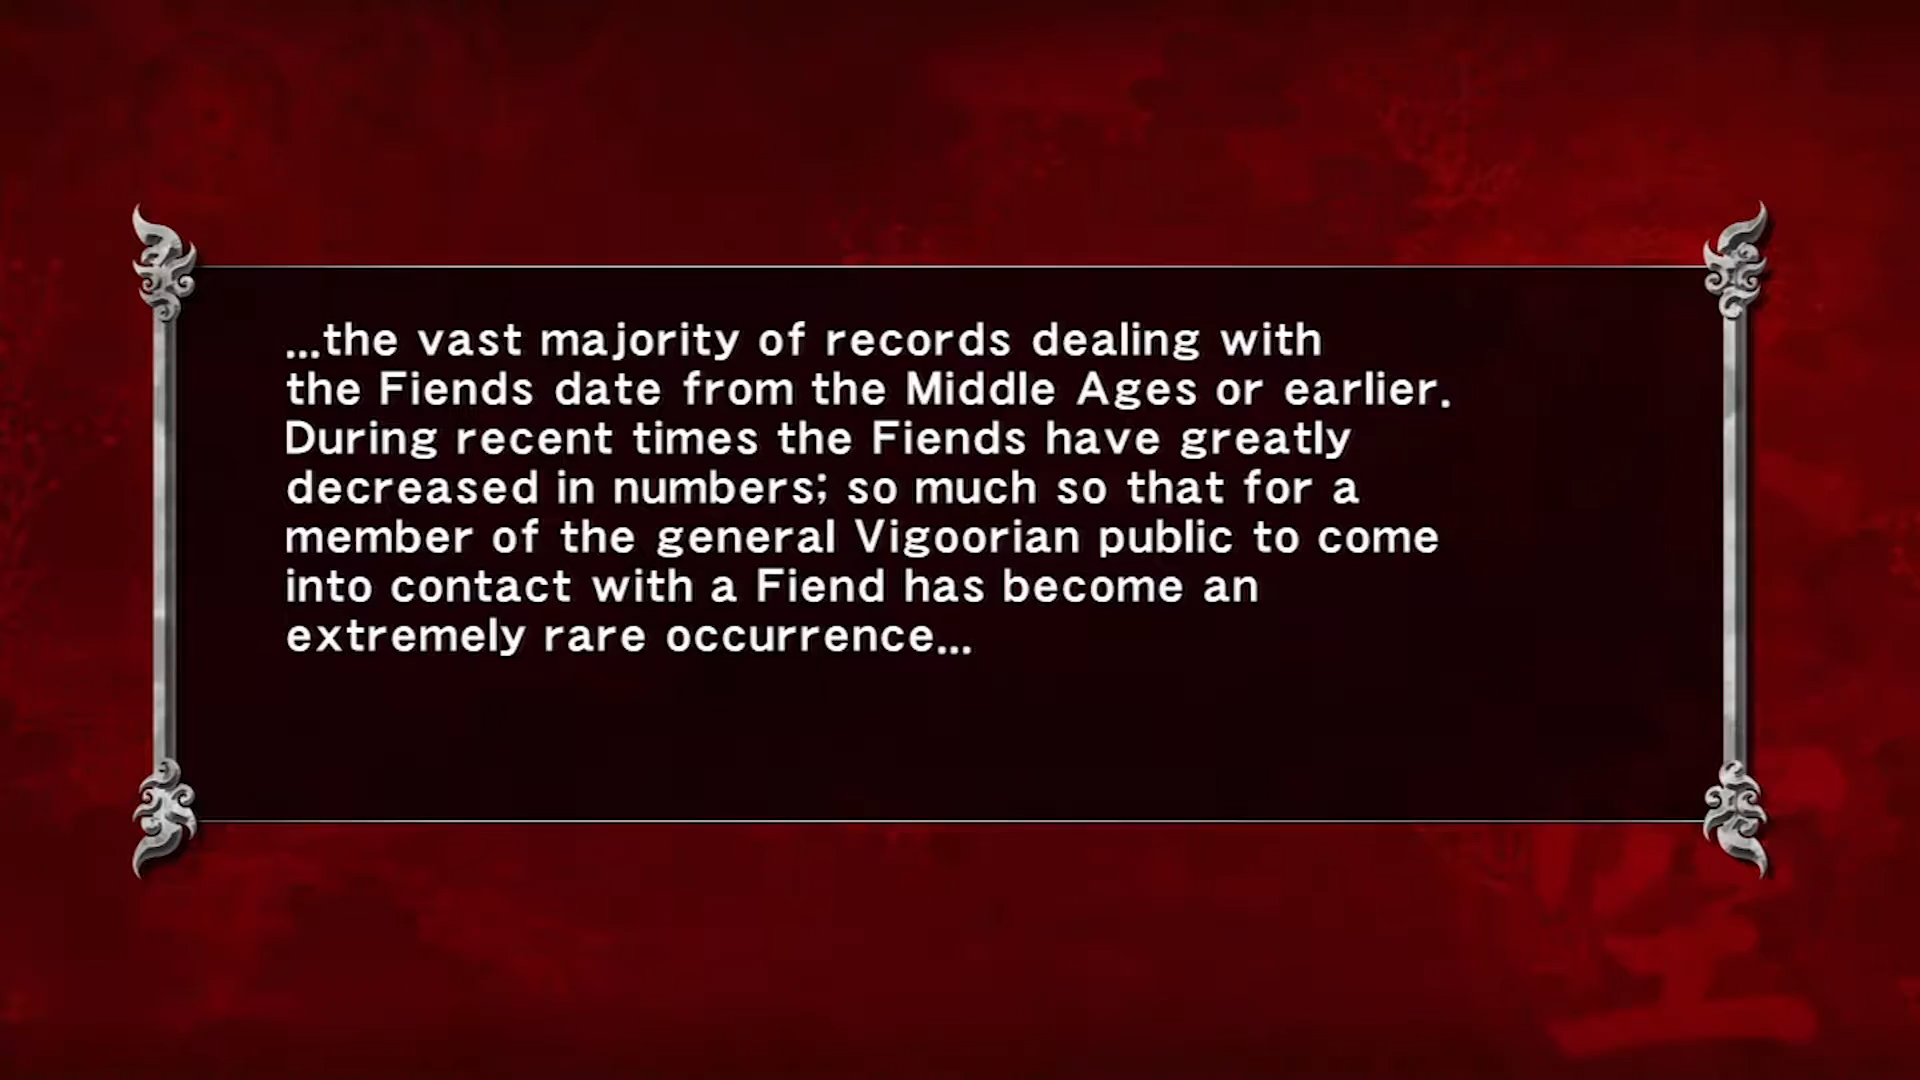 ...the vast majority of records dealing with
the Fiends date from the Middle Ages or earlier.
During recent times the Fiends have greatly
decreased in numbers; so much so that for a
member of the general Vigoorian public to come
into contact with a Fiend has become an
extremely rare occurrence...